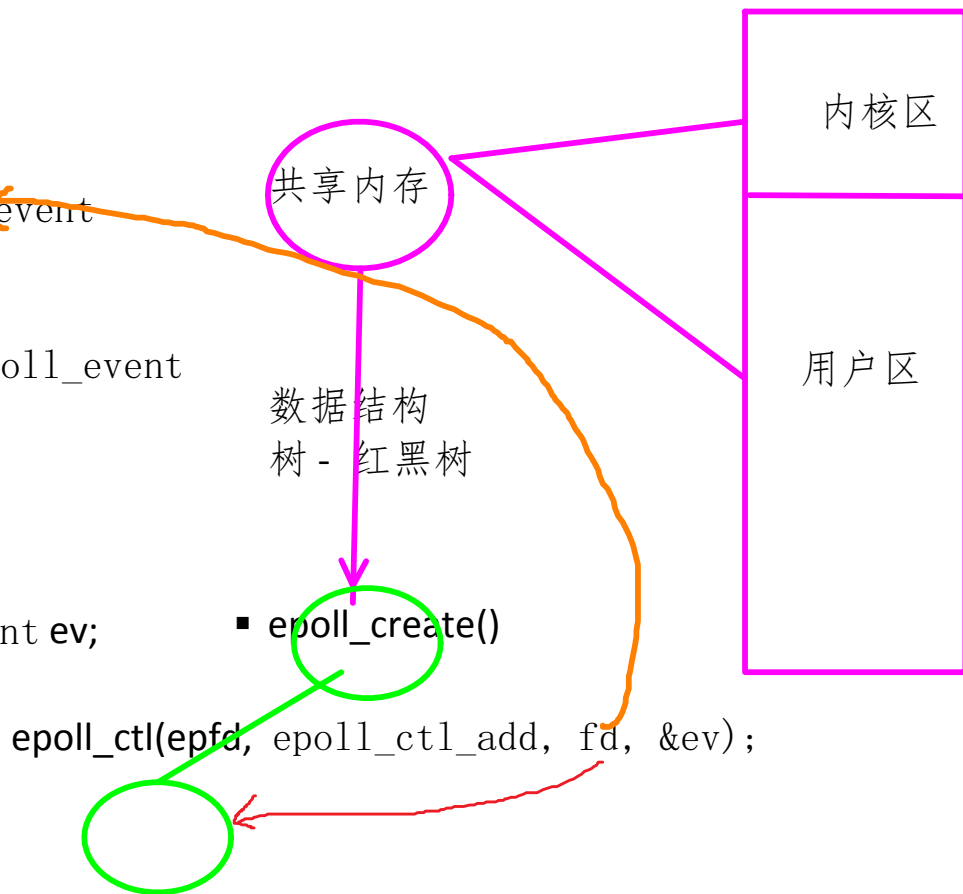 内核区
共享内存
event
oll_event
用户区
数据结构
树 - 红黑树
nt ev;
▪ epoll_create()
epoll_ctl(epfd, epoll_ctl_add, fd, &ev);